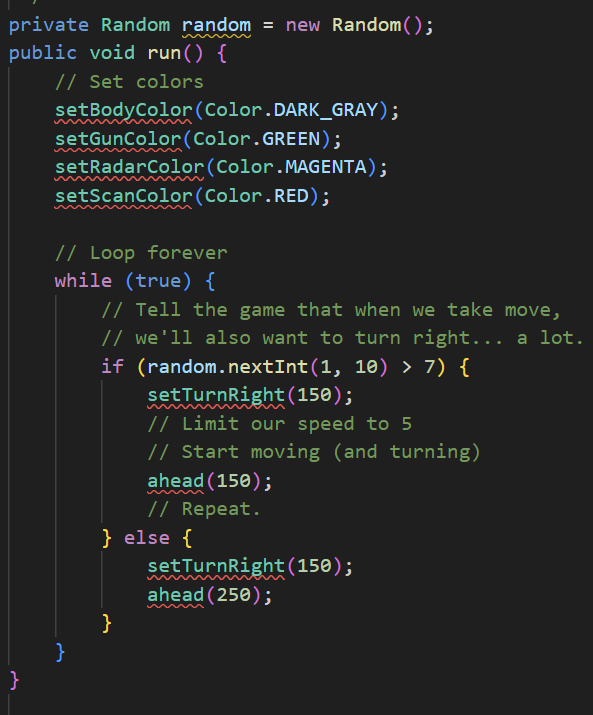 private Random random = new Random();
public void run() {
// Set colors
setBodyColor(Color.DARK_GRAY);
setGunColor(Color.GREEN);
setRadarColor(Color.MAGENTA);
setScanColor(Color.RED);
// Loop forever
while (true) {
// Tell the game that when we take move,
// we'll also want to turn right... a lot.
if (random.nextInt(1, 10) > 7) {
setTurnRight(150);
// Limit our speed to 5
// Start moving (and turning)
ahead(150);
// Repeat.
} else {
setTurnRight(150);
ahead(250);
}
}
}